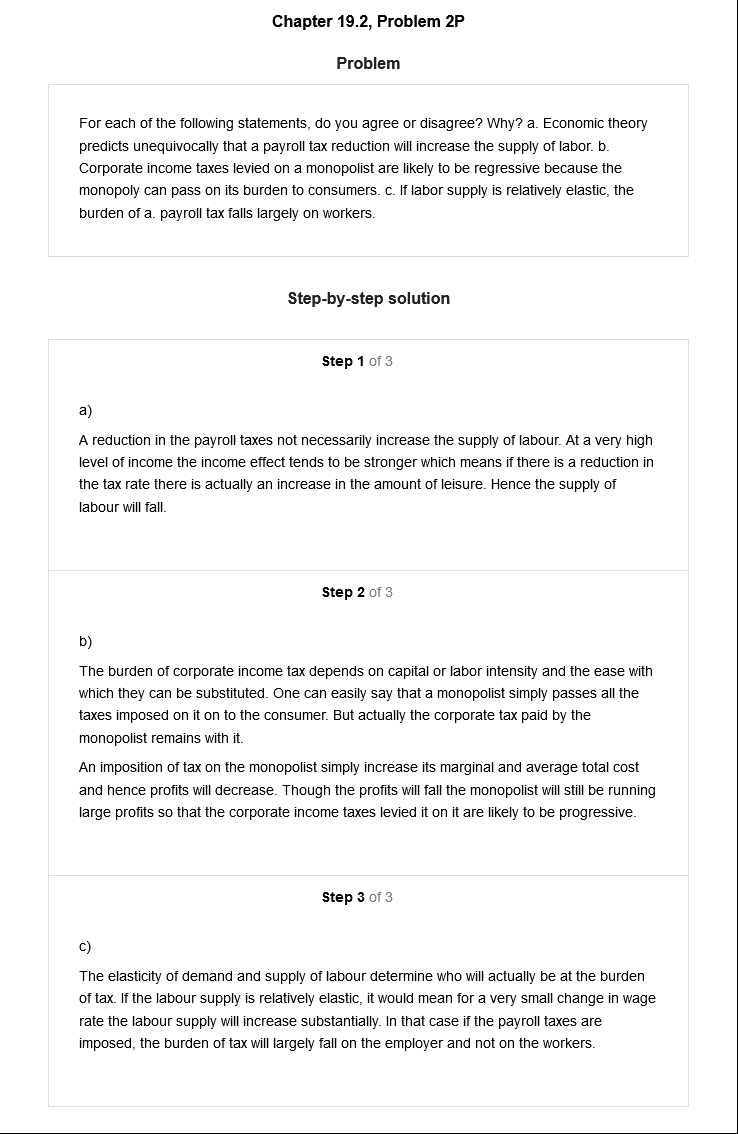 Chapter 19.2, Problem 2P
Problem
For each of the following statements, do you agree or disagree? Why? a. Economic theory
predicts unequivocally that a payroll tax reduction will increase the supply of labor. b.
Corporate income taxes levied on a monopolist are likely to be regressive because the
monopoly can pass on its burden to consumers. c. If labor supply is relatively elastic, the
burden of a. payroll tax falls largely on workers.
Step-by-step solution
Step 1 of 3
a)
A reduction in the payroll taxes not necessarily increase the supply of labour. At a very high
level of income the income effect tends to be stronger which means if there is a reduction in
the tax rate there is actually an increase in the amount of leisure. Hence the supply of
labour will fall.
Step 2 of 3
b)
The burden of corporate income tax depends on capital or labor intensity and the ease with
which they can be substituted. One can easily say that a monopolist simply passes all the
taxes imposed on it on to the consumer. But actually the corporate tax paid by the
monopolist remains with it.
An imposition of tax on the monopolist simply increase its marginal and average total cost
and hence profits will decrease. Though the profits will fall the monopolist will still be running
large profits so that the corporate income taxes levied it on it are likely to be progressive.
Step 3 of 3
c)
The elasticity of demand and supply of labour determine who will actually be at the burden
of tax. If the labour supply is relatively elastic, it would mean for a very small change in wage
rate the labour supply will increase substantially. In that case if the payroll taxes are
imposed, the burden of tax will largely fall on the employer and not on the workers.